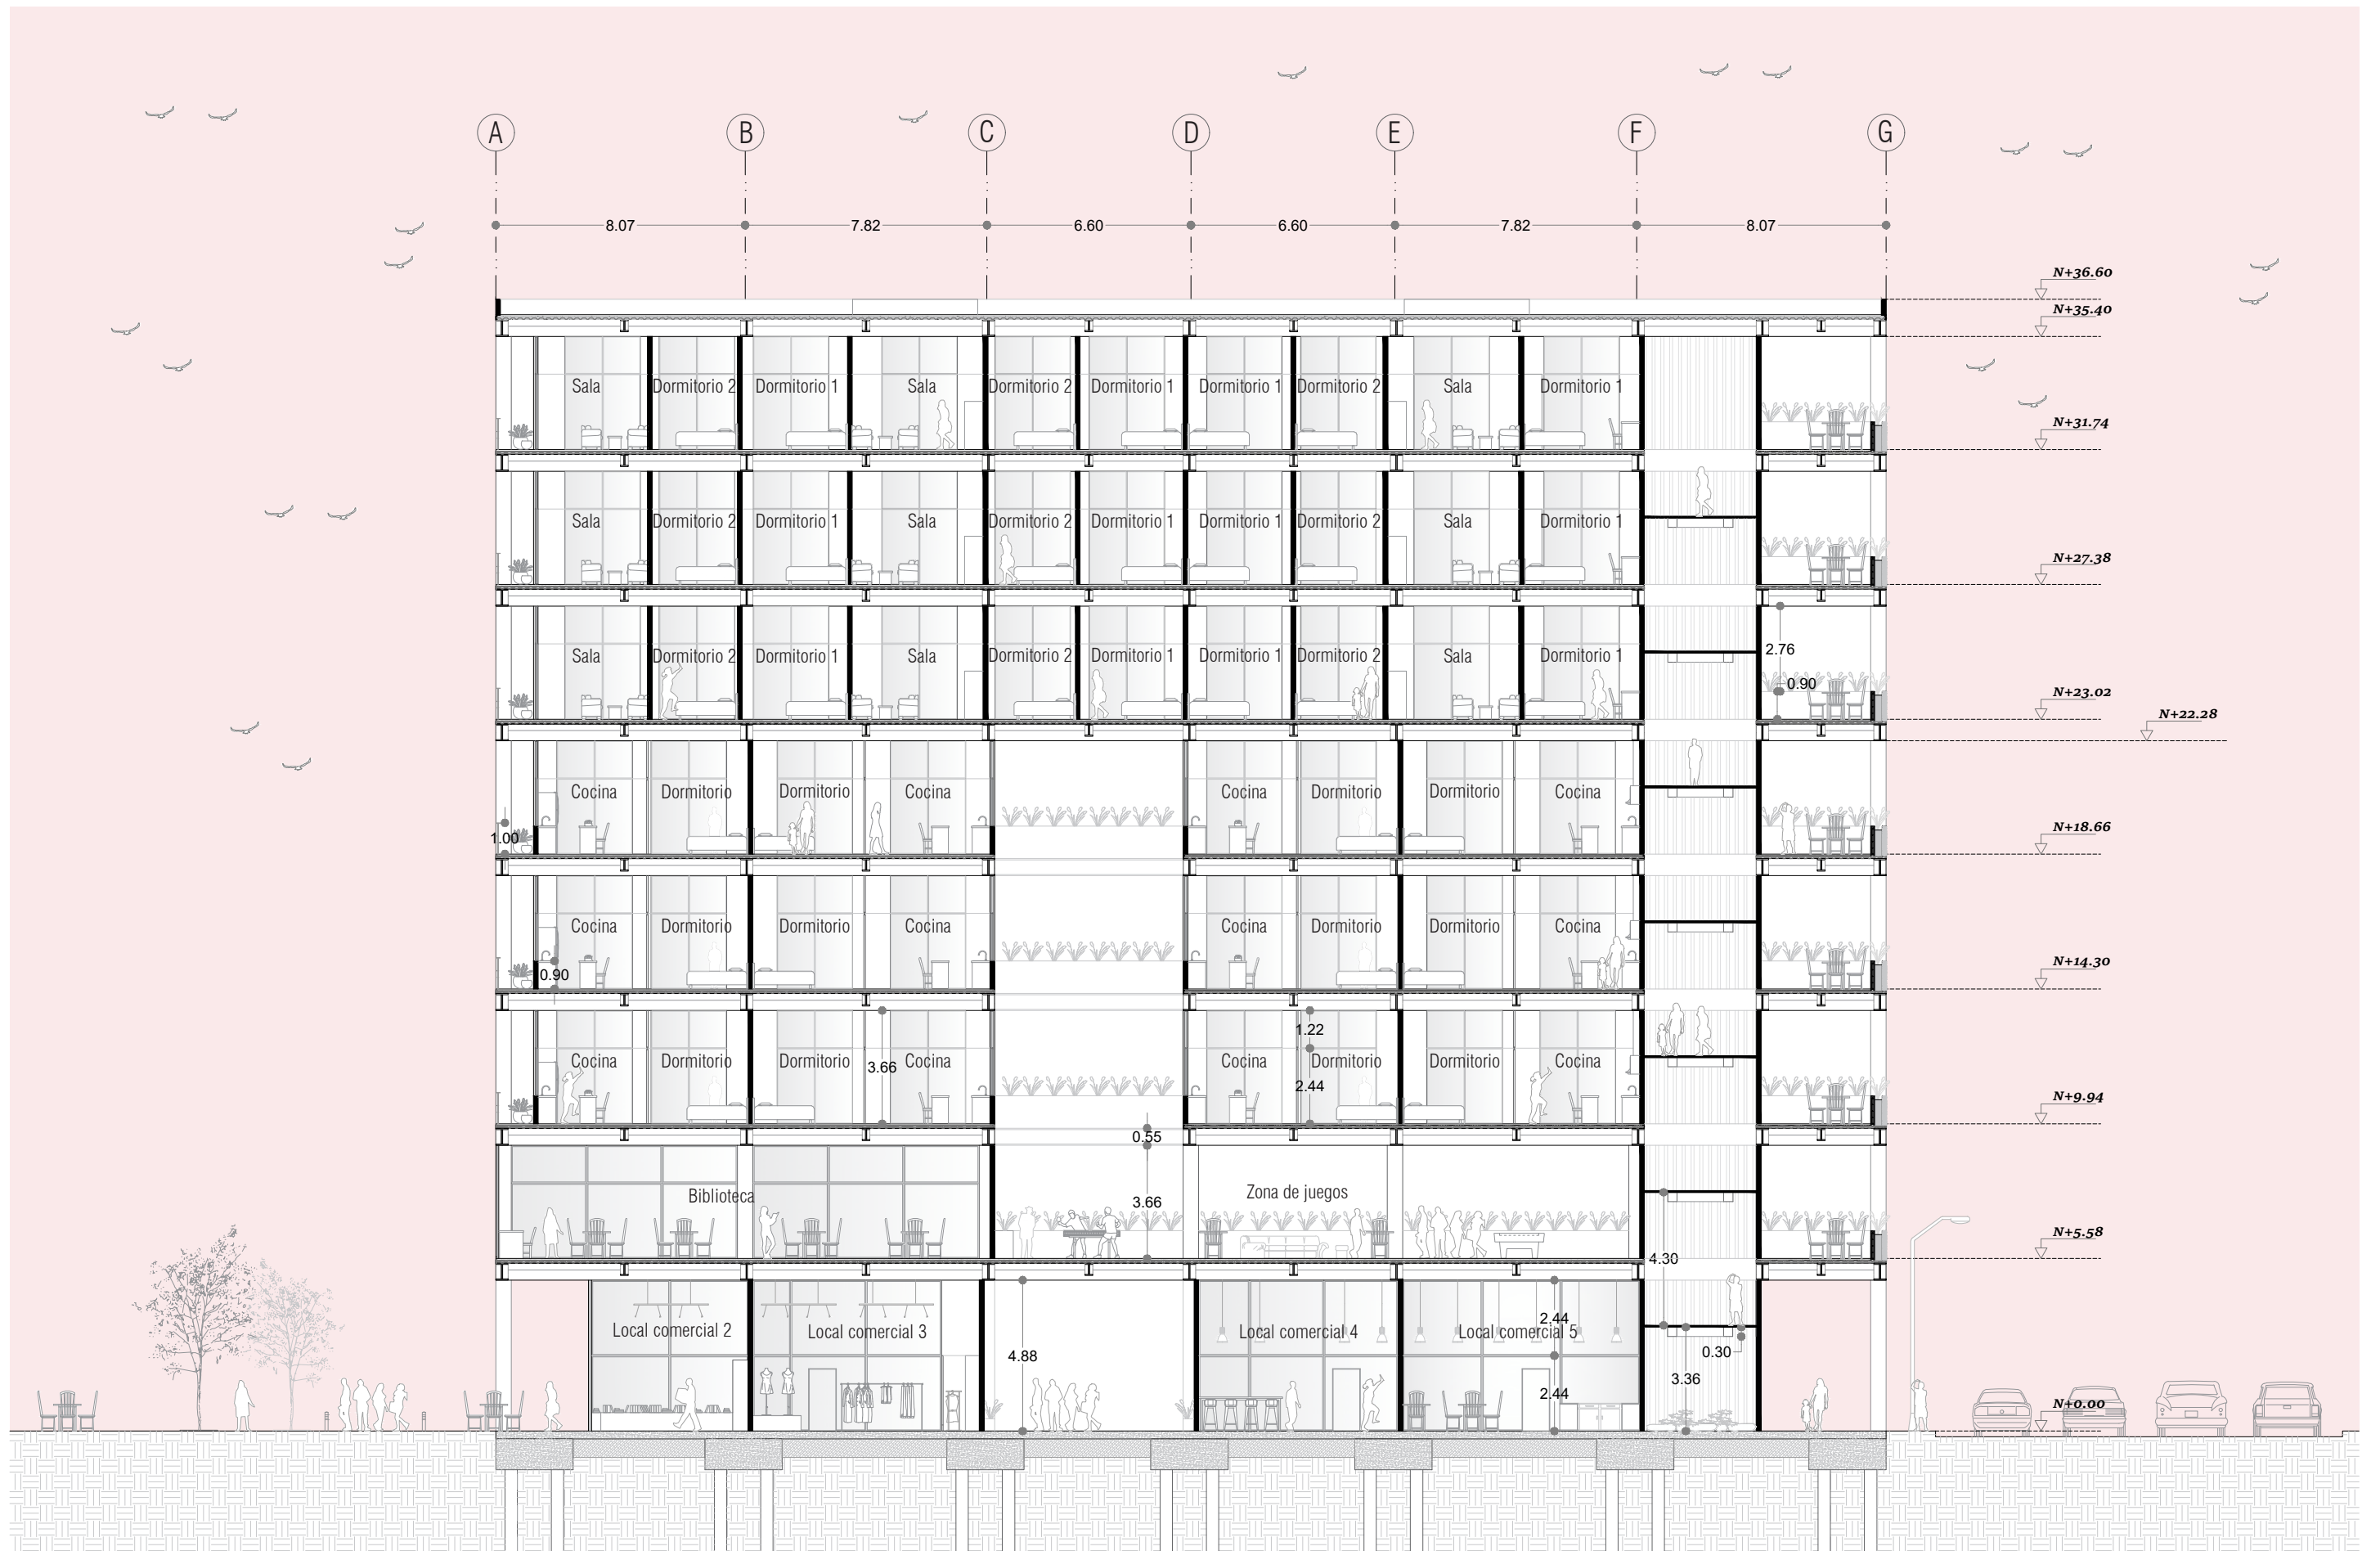 A B C D E F G
8.07 7.82 6.60 6.60 7.82 8.07
N+36.60
N+35.40
Sala Dormitorio 2 Dormitorio 1 Sala Dormitorio 2 Dormitorio 1 Dormitorio 1 Dormitorio 2 Sala Dormitorio 1
N+31.74
Sala Dormitorio 2 Dormitorio 1 Sala Dormitorio 2 Dormitorio 1 Dormitorio 1 Dormitorio 2 Sala Dormitorio 1
N+27.38
2.76
Sala Dormitorio 2 Dormitorio 1 Sala Dormitorio 2 Dormitorio 1 Dormitorio 1 Dormitorio 2 Sala Dormitorio 1
0.90
N+23.02
N+22.28
Cocina Dormitorio Dormitorio Cocina Cocina Dormitorio Dormitorio Cocina
N+18.66
1.00
Cocina Dormitorio Dormitorio Cocina Cocina Dormitorio Dormitorio Cocina
N+14.30
0.90
1.22
Cocina Dormitorio Dormitorio Cocina Cocina Dormitorio Dormitorio Cocina
3.66
2.44
N+9.94
0.55
Biblioteca Zona de juegos
3.66
N+5.58
4.30
2.44
Local comercial 2 Local comercial 3 Local comercial 4 Local comercial 5
0.30
4.88
3.36
2.44
N+0.00